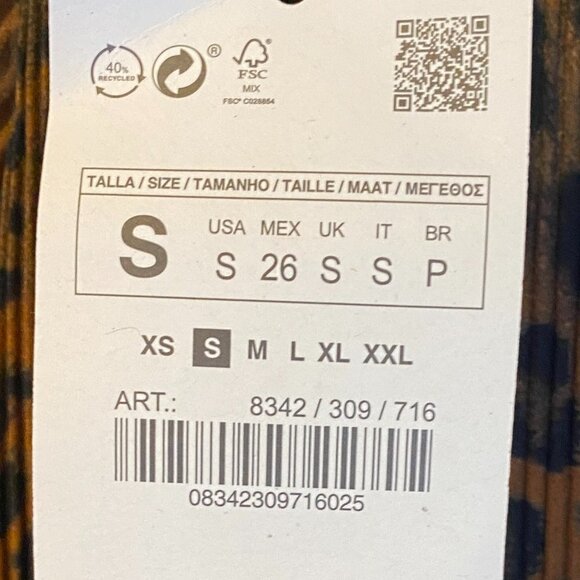 40%
RECYCLED
®
FSC
MIX
FSC® C028864
TALLA / SIZE / TAMANHO / TAILLE / MAAT / ΜΕΓΕΘΟΣ
USA MEX UK IT BR
S S 26 S S P
XS S M L XL XXL
ART.: 8342 / 309 / 716
08342309716025